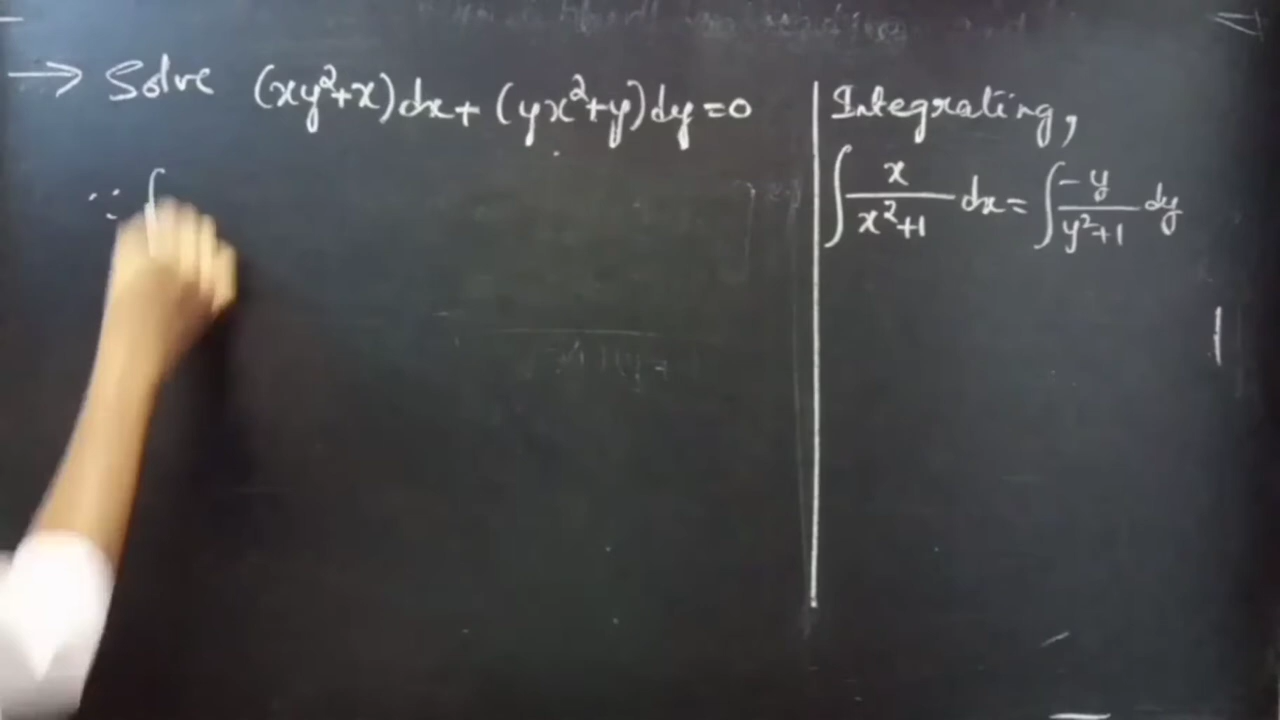 → Solve (xy²+x)dx + (yx²+y)dy = 0
∵ ∫
Integrating,
∫ x/(x²+1) dx = ∫ -y/(y²+1) dy